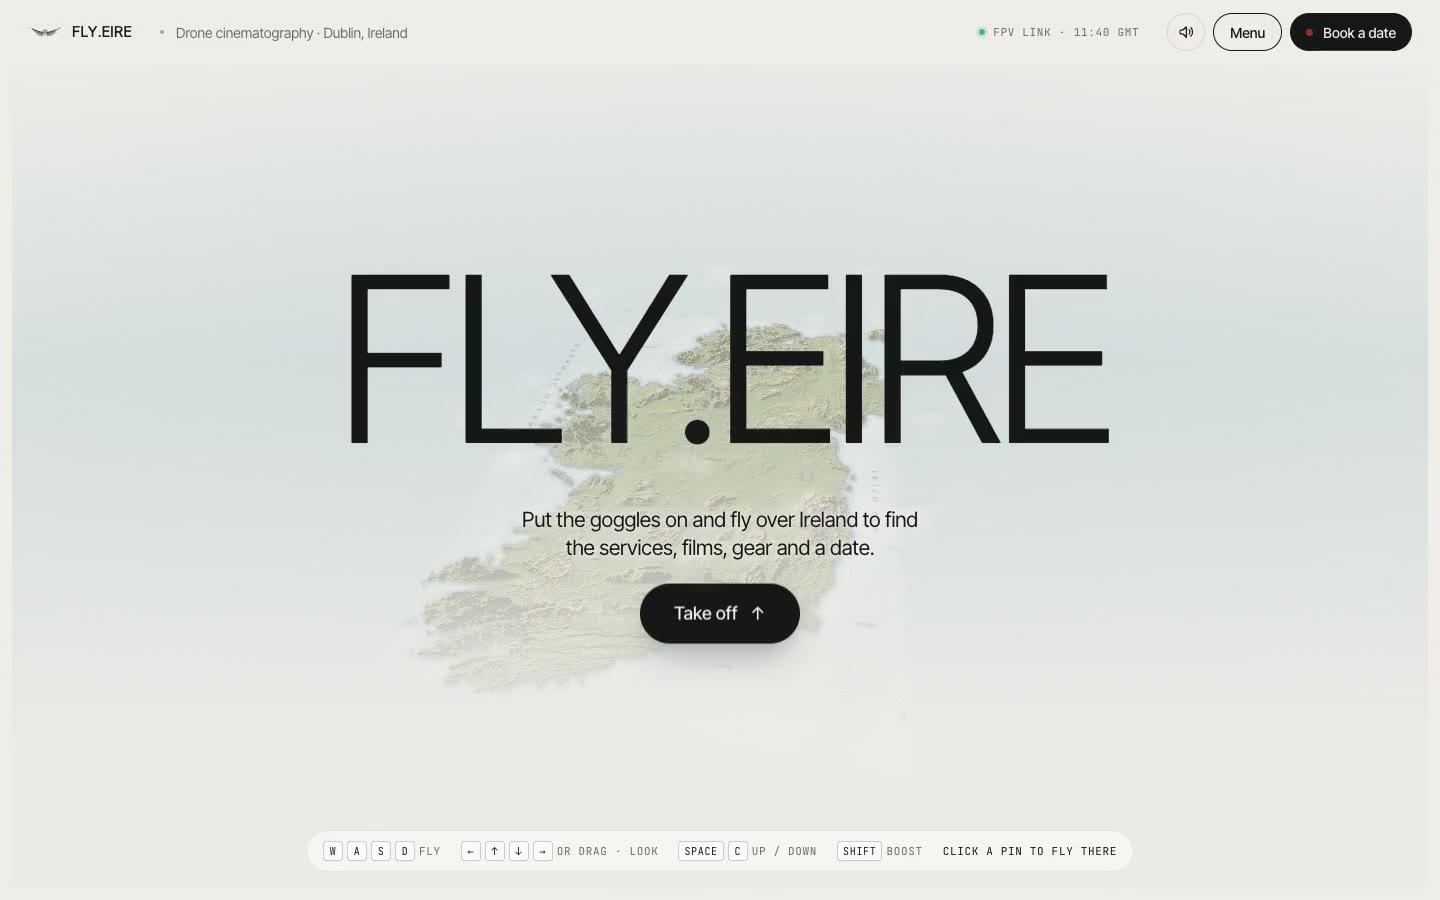 FLY.EIRE
Drone cinematography · Dublin, Ireland
FPV LINK · 11:40 GMT
Menu
Book a date
FLY.EIRE
Put the goggles on and fly over Ireland to find
the services, films, gear and a date.
Take off ↑
W A S D FLY ← ↑ ↓ → OR DRAG · LOOK SPACE C UP / DOWN SHIFT BOOST CLICK A PIN TO FLY THERE